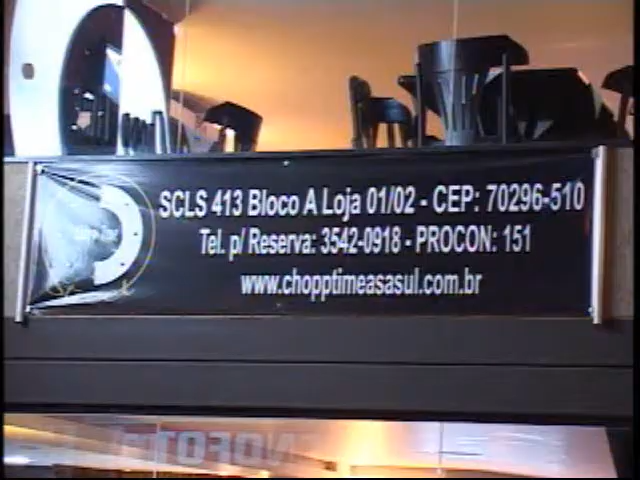 SCLS 413 Bloco A Loja 01/02 - CEP: 70296-510
Tel. p/ Reserva: 3542-0918 - PROCON: 151
www.chopptimeasasul.com.br